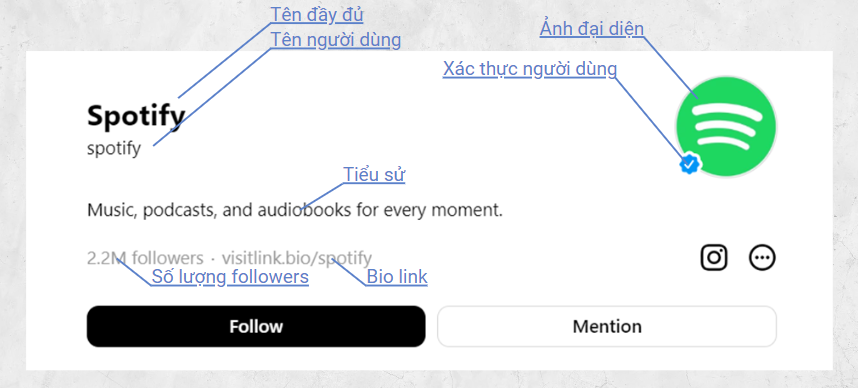 Tên đầy đủ
Tên người dùng
Ảnh đại diện
Xác thực người dùng
Spotify
spotify
Tiểu sử
Music, podcasts, and audiobooks for every moment.
2.2M followers · visitlink.bio/spotify
Số lượng followers
Bio link
Follow
Mention